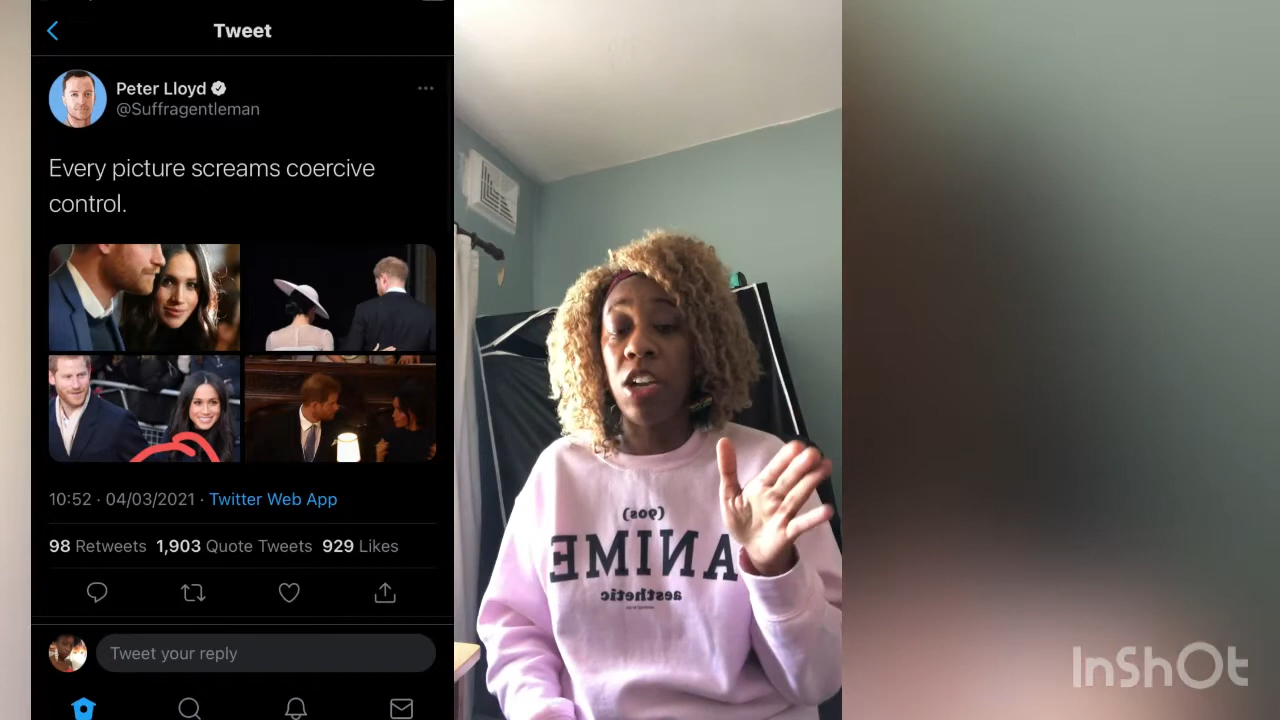 Tweet
Peter Lloyd
@Suffragentleman
Every picture screams coercive
control.
10:52 · 04/03/2021 · Twitter Web App
98 Retweets 1,903 Quote Tweets 929 Likes
Tweet your reply
(90s)
ANIME
aesthetic
InShOt